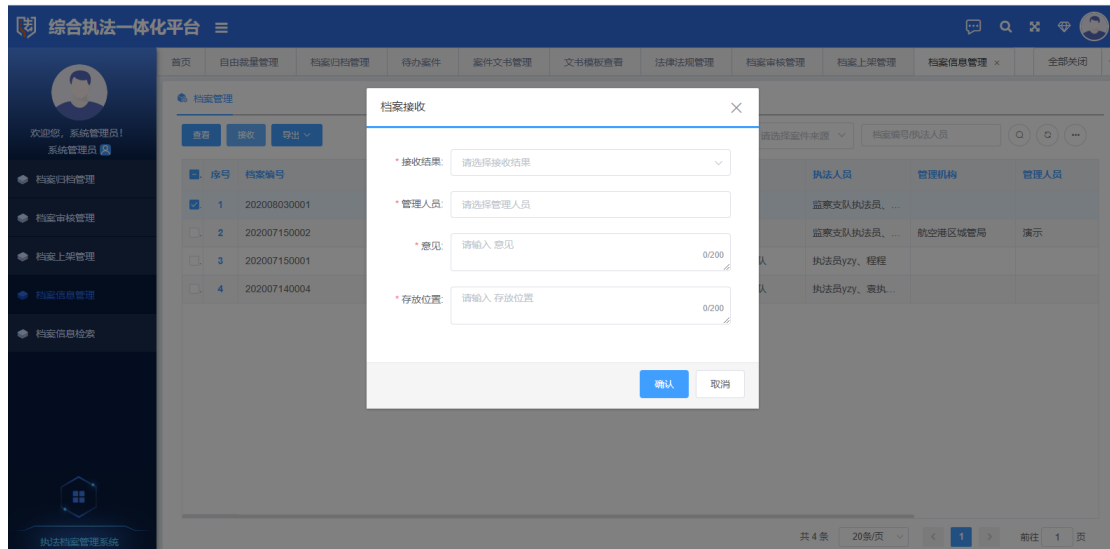 综合执法一体化平台
首页 自由裁量管理 档案归档管理 待办案件 案件文书管理 文书模板查看 法律法规管理 档案审核管理 档案上架管理 档案信息管理 × 全部关闭
欢迎您，系统管理员！
系统管理员
档案归档管理
档案审核管理
档案上架管理
档案信息管理
档案信息检索
执法档案管理系统
档案管理
查看 接收 导出
请选择案件来源 档案编号/执法人员
序号 档案编号 执法人员 管理机构 管理人员
1 202008030001 监察支队执法员、...
2 202007150002 监察支队执法员、... 航空港区城管局 演示
3 202007150001 队 执法员yzy、程程
4 202007140004 队 执法员yzy、袁执...
档案接收
* 接收结果: 请选择接收结果
* 管理人员: 请选择管理人员
* 意见: 请输入 意见
0/200
* 存放位置: 请输入 存放位置
0/200
确认 取消
共 4 条 20条/页 1 前往 1 页